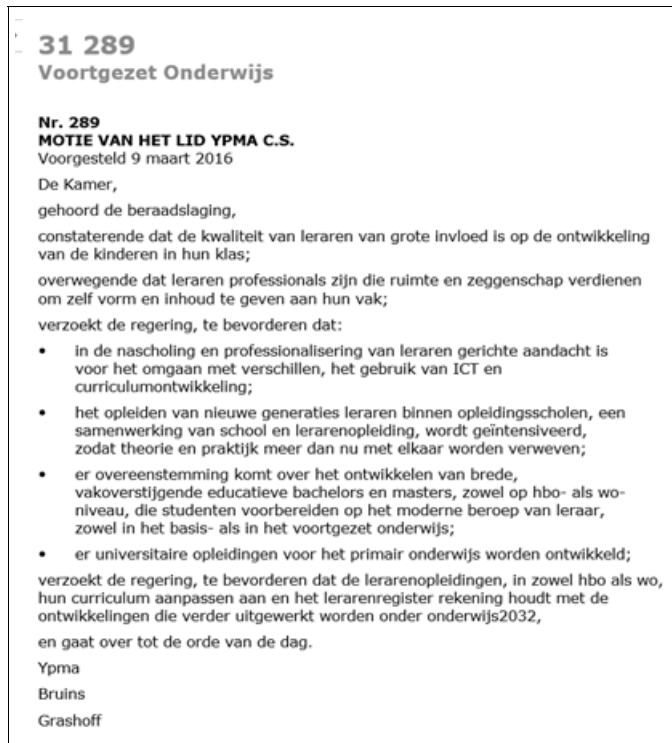 31 289
Voortgezet Onderwijs
Nr. 289
MOTIE VAN HET LID YPMA C.S.
Voorgesteld 9 maart 2016
De Kamer,
gehoord de beraadslaging,
constaterende dat de kwaliteit van leraren van grote invloed is op de ontwikkeling
van de kinderen in hun klas;
overwegende dat leraren professionals zijn die ruimte en zeggenschap verdienen
om zelf vorm en inhoud te geven aan hun vak;
verzoekt de regering, te bevorderen dat:
• in de nascholing en professionalisering van leraren gerichte aandacht is
voor het omgaan met verschillen, het gebruik van ICT en
curriculumontwikkeling;
• het opleiden van nieuwe generaties leraren binnen opleidingsscholen, een
samenwerking van school en lerarenopleiding, wordt geïntensiveerd,
zodat theorie en praktijk meer dan nu met elkaar worden verweven;
• er overeenstemming komt over het ontwikkelen van brede,
vakoverstijgende educatieve bachelors en masters, zowel op hbo- als wo-
niveau, die studenten voorbereiden op het moderne beroep van leraar,
zowel in het basis- als in het voortgezet onderwijs;
• er universitaire opleidingen voor het primair onderwijs worden ontwikkeld;
verzoekt de regering, te bevorderen dat de lerarenopleidingen, in zowel hbo als wo,
hun curriculum aanpassen aan en het lerarenregister rekening houdt met de
ontwikkelingen die verder uitgewerkt worden onder onderwijs2032,
en gaat over tot de orde van de dag.
Ypma
Bruins
Grashoff